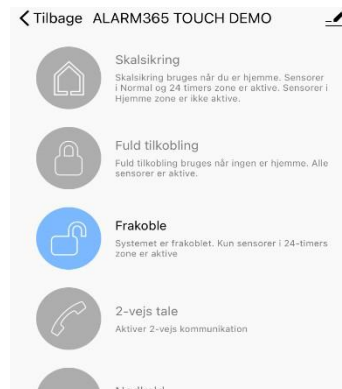 Tilbage ALARM365 TOUCH DEMO
Skalsikring
Skalsikring bruges når du er hjemme. Sensorer
i Normal og 24 timers zone er aktive. Sensorer i
Hjemme zone er ikke aktive.
Fuld tilkobling
Fuld tilkobling bruges når ingen er hjemme. Alle
sensorer er aktive.
Frakoble
Systemet er frakoblet. Kun sensorer i 24-timers
zone er aktive
2-vejs tale
Aktiver 2-vejs kommunikation